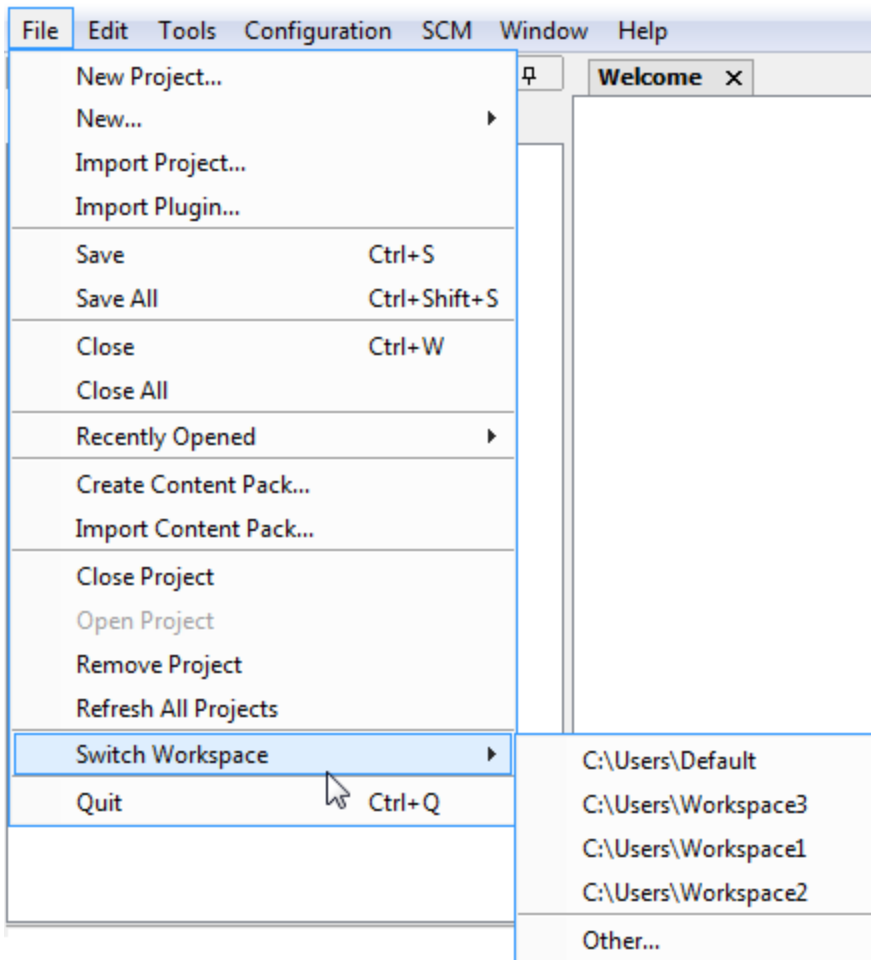 File Edit Tools Configuration SCM Window Help
Welcome
New Project...
New...
Import Project...
Import Plugin...
Save Ctrl+S
Save All Ctrl+Shift+S
Close Ctrl+W
Close All
Recently Opened
Create Content Pack...
Import Content Pack...
Close Project
Open Project
Remove Project
Refresh All Projects
Switch Workspace
Quit Ctrl+Q
C:\Users\Default
C:\Users\Workspace3
C:\Users\Workspace1
C:\Users\Workspace2
Other...